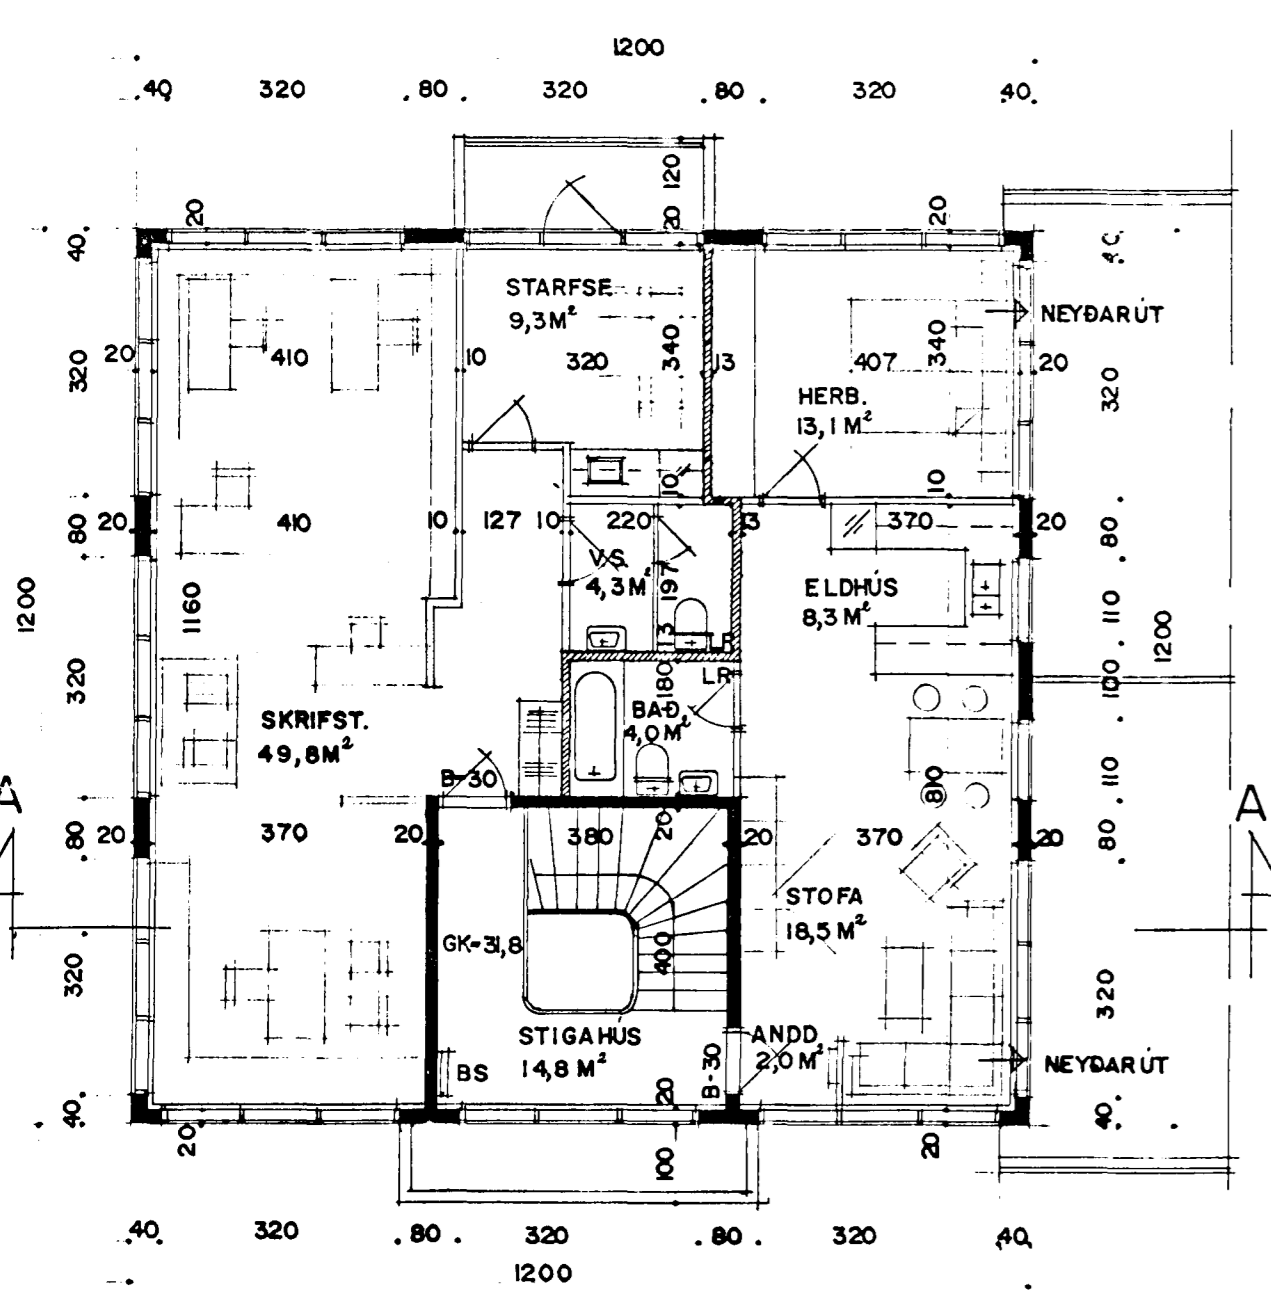 1200
40 320 80 320 80 320 40
120
20 20 20
40 40
STARFSE
9,3 M²
NEYÐARÚT
340 340
20 410 10 320 13 407 20
320 320
HERB.
13,1 M²
10 10
80 20 410 10 127 10 220 13 370 20 80
V.S.
4,3 M²
197
ELDHÚS
8,3 M²
110
1200 1160 1200
13
LR
320 180 LR 100
BAÐ
4,0 M²
SKRIFST.
49,8 M²
B-30
110
810
A A
80 20 370 20 380 20 20 370 20 80
STOFA
18,5 M²
GK-31,8
400
320 320
STIGAHÚS
14,8 M²
ANDD
2,0 M²
NEYÐARÚT
BS
B-30
20
40 40
20 20
100
40 320 80 320 80 320 40
1200